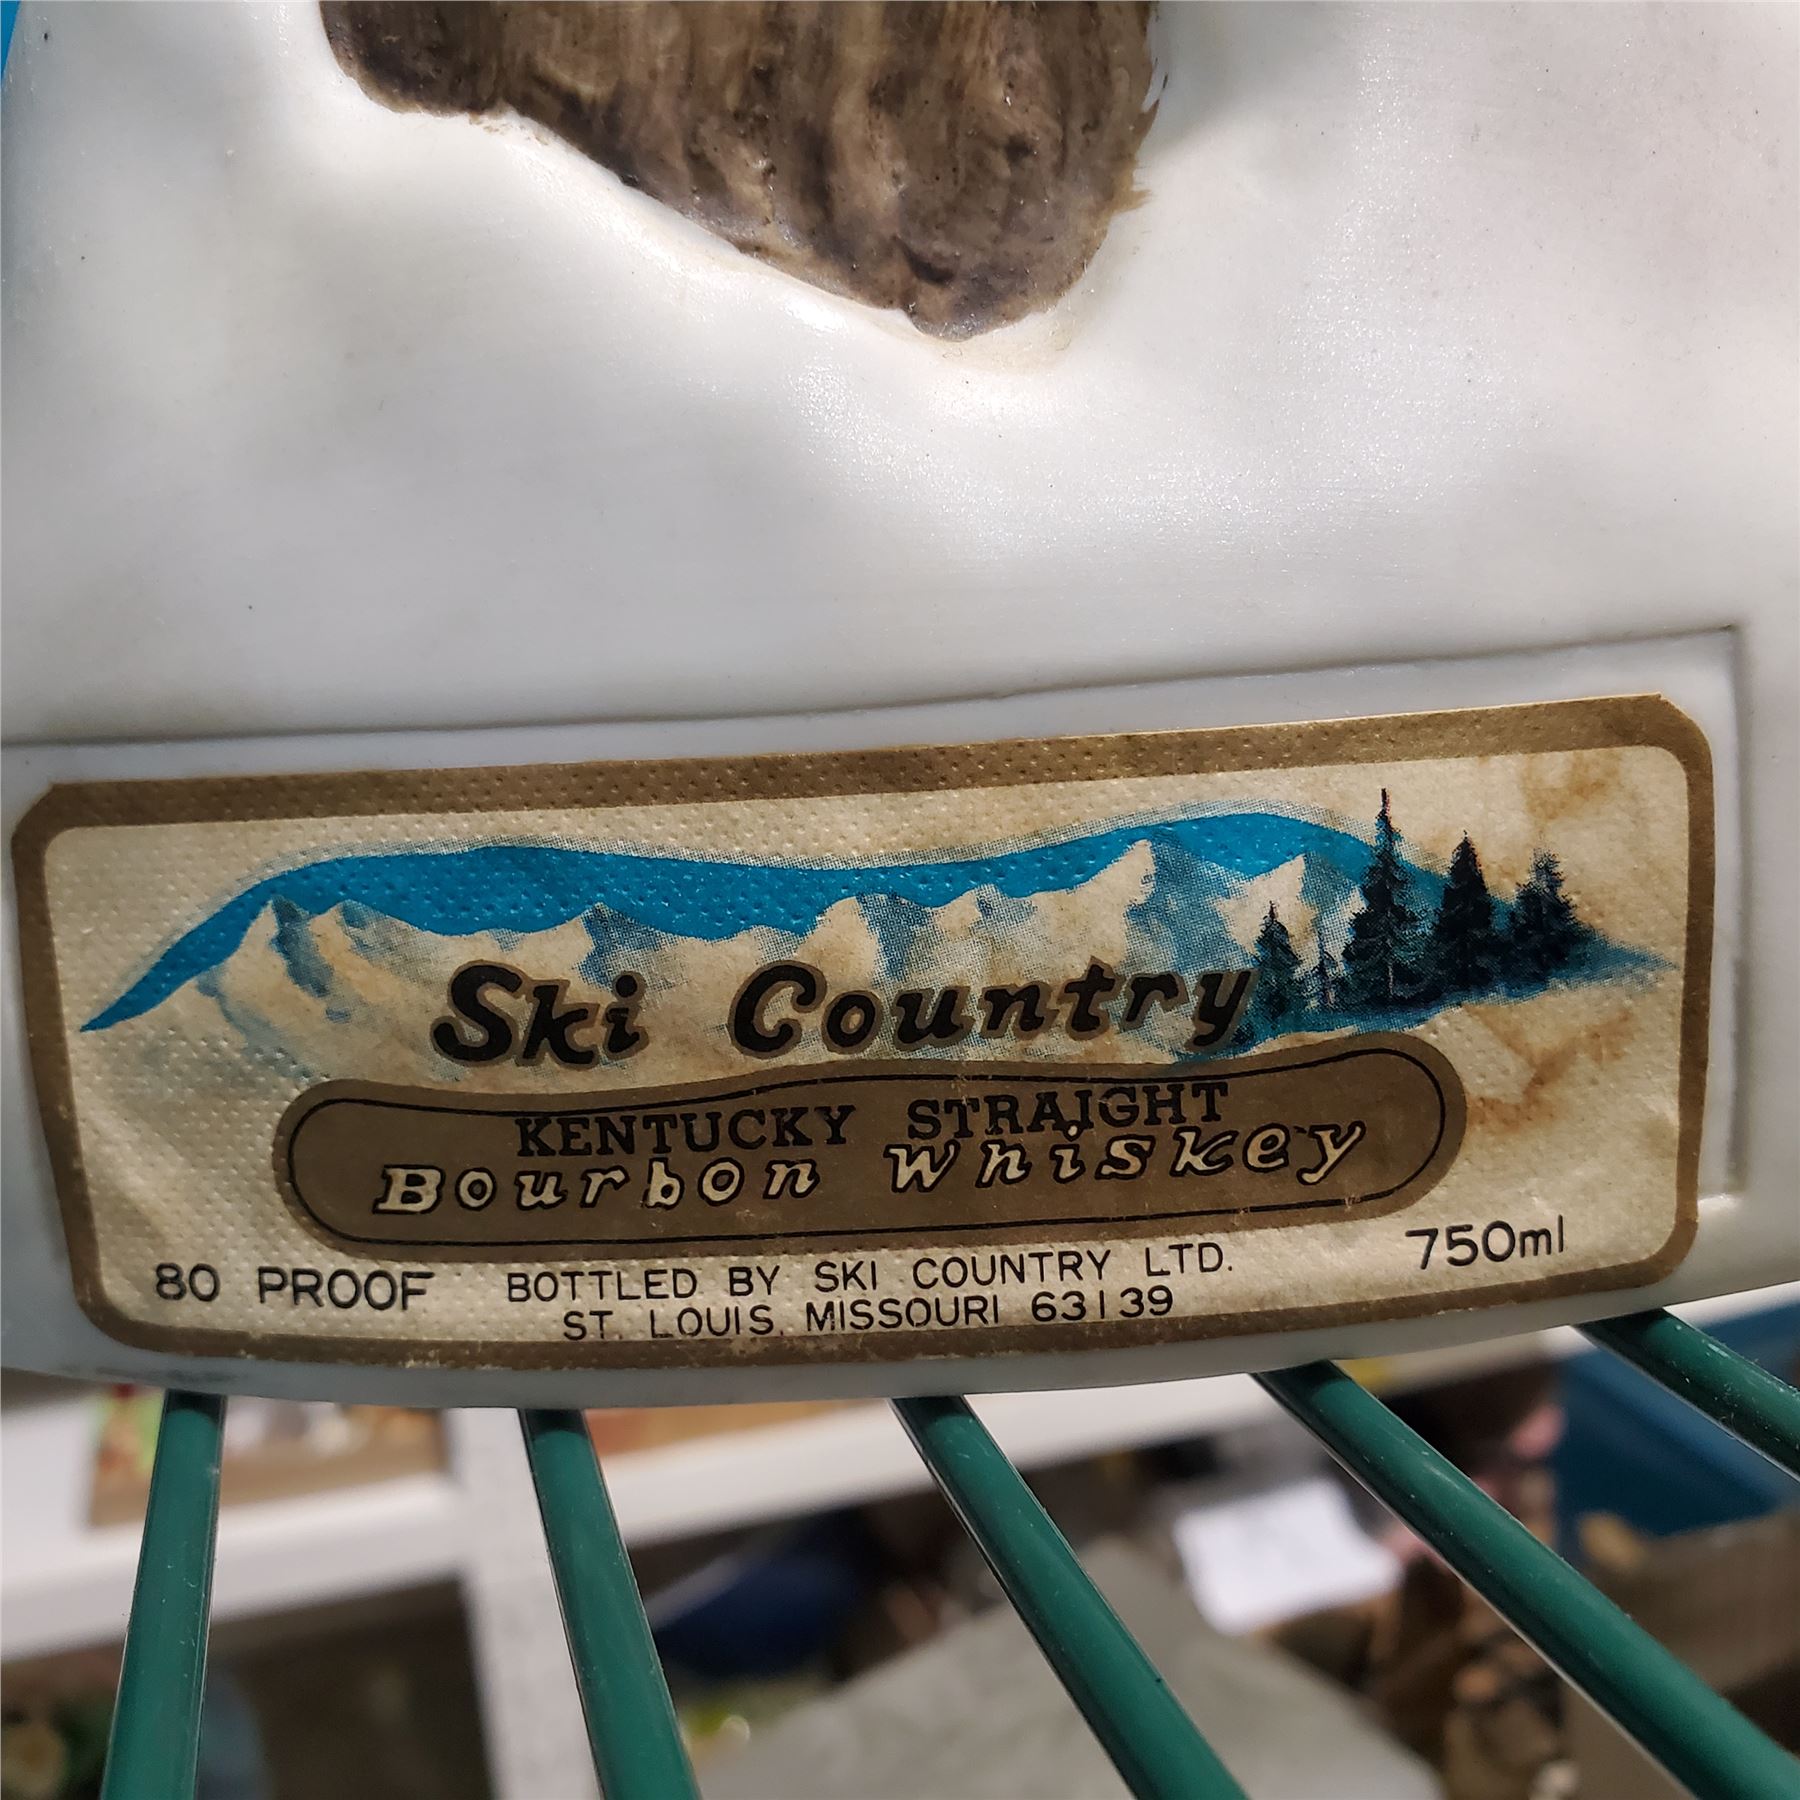 Ski Country
KENTUCKY STRAIGHT
Bourbon Whiskey
80 PROOF BOTTLED BY SKI COUNTRY LTD. 750ml
ST. LOUIS, MISSOURI 63139